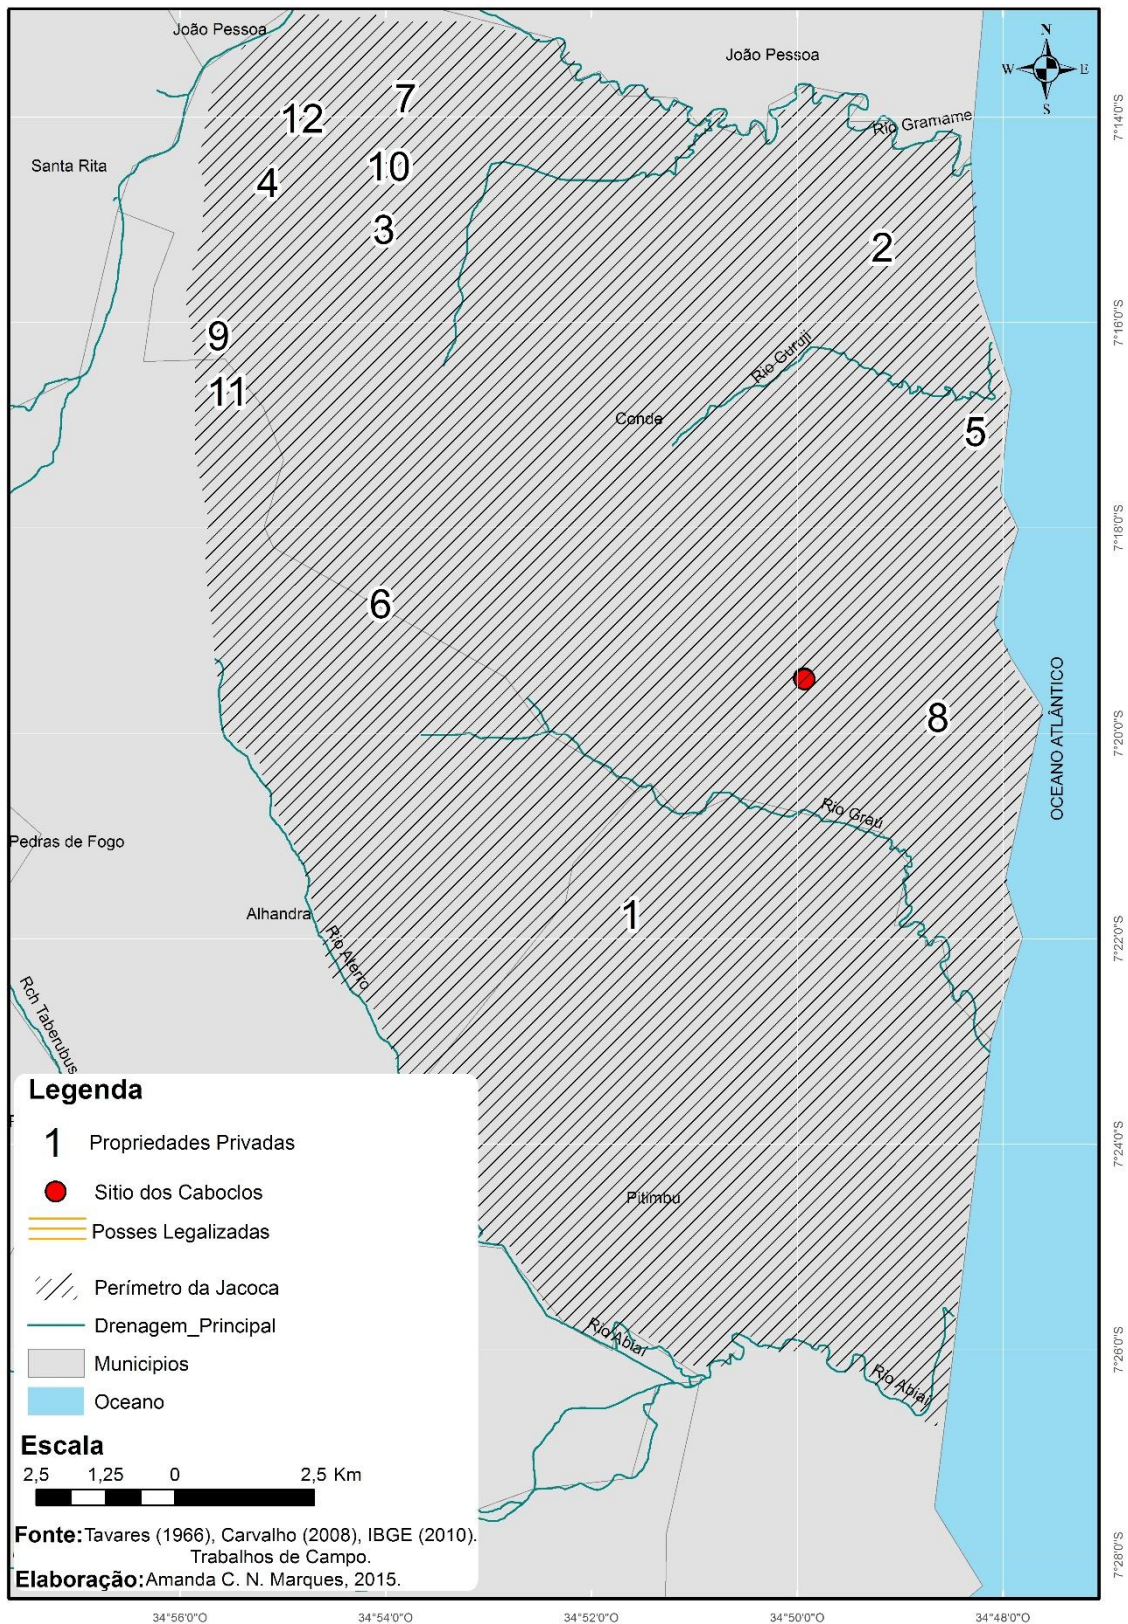 João Pessoa
João Pessoa
N
W
E
S
7
12
Rio Gramame
7°14'0"S
Santa Rita
10
4
3
2
7°16'0"S
9
Rio Guruji
11
Conde
5
7°18'0"S
6
OCEANO ATLÂNTICO
8
7°20'0"S
Rio Graú
Pedras de Fogo
Alhandra
1
Rio Aterro
7°22'0"S
Rch Taberubus
Legenda
1 Propriedades Privadas
7°24'0"S
Sitio dos Caboclos
Pitimbu
Posses Legalizadas
Perímetro da Jacoca
Drenagem_Principal
Rio Abiaí
7°26'0"S
Municipios
Rio Abiaí
Oceano
Escala
2,5 1,25 0 2,5 Km
Fonte: Tavares (1966), Carvalho (2008), IBGE (2010).
Trabalhos de Campo.
7°28'0"S
Elaboração: Amanda C. N. Marques, 2015.
34°56'0"O 34°54'0"O 34°52'0"O 34°50'0"O 34°48'0"O